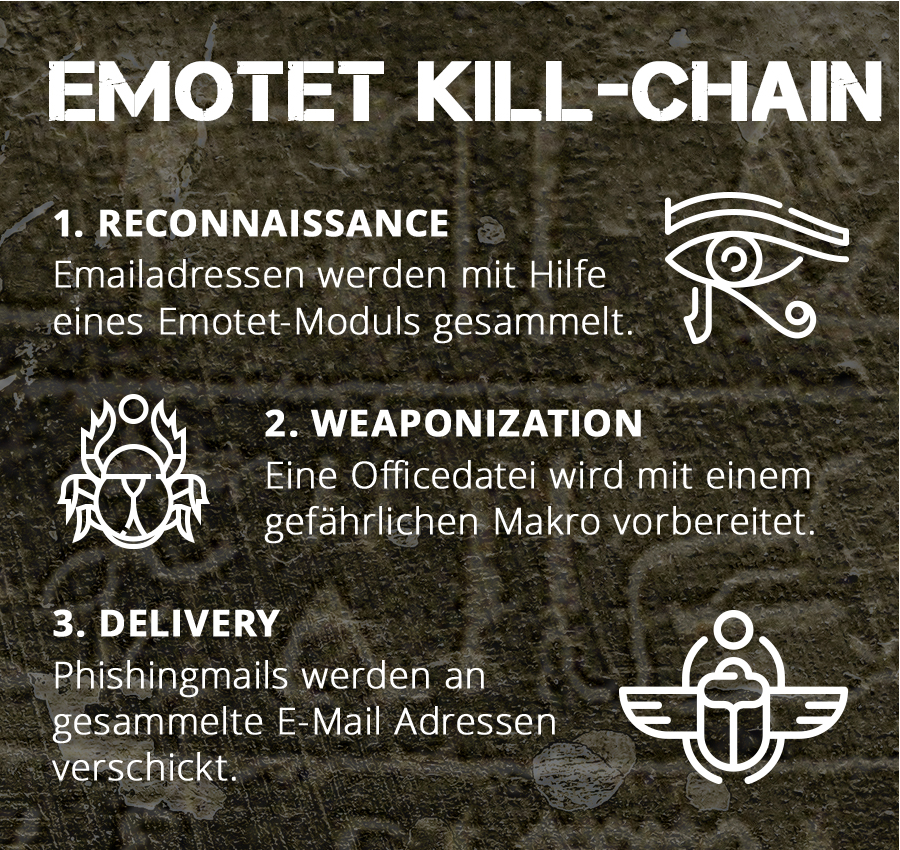 EMOTET KILL-CHAIN
1. RECONNAISSANCE
Emailadressen werden mit Hilfe
eines Emotet-Moduls gesammelt.
2. WEAPONIZATION
Eine Officedatei wird mit einem
gefährlichen Makro vorbereitet.
3. DELIVERY
Phishingmails werden an
gesammelte E-Mail Adressen
verschickt.